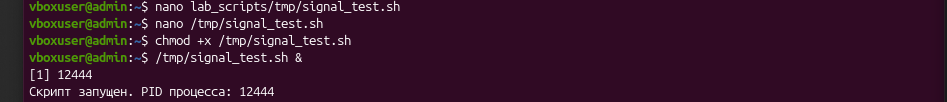 vboxuser@admin:~$ nano lab_scripts/tmp/signal_test.sh
vboxuser@admin:~$ nano /tmp/signal_test.sh
vboxuser@admin:~$ chmod +x /tmp/signal_test.sh
vboxuser@admin:~$ /tmp/signal_test.sh &
[1] 12444
Скрипт запущен. PID процесса: 12444